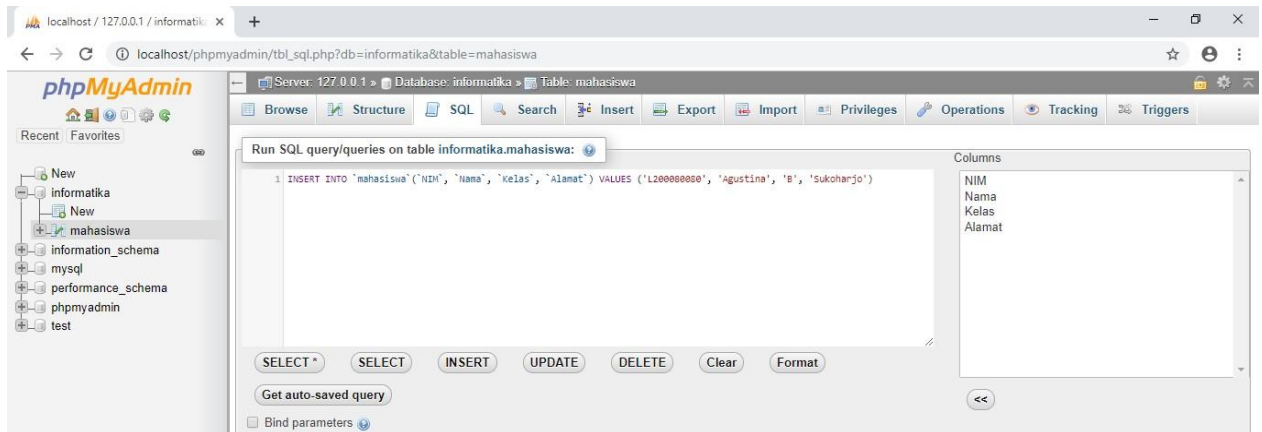 localhost / 127.0.0.1 / informatik
localhost/phpmyadmin/tbl_sql.php?db=informatika&table=mahasiswa
phpMyAdmin
Recent Favorites
New
informatika
New
mahasiswa
information_schema
mysql
performance_schema
phpmyadmin
test
Server: 127.0.0.1 » Database: informatika » Table: mahasiswa
Browse Structure SQL Search Insert Export Import Privileges Operations Tracking Triggers
Run SQL query/queries on table informatika.mahasiswa:
1 INSERT INTO `mahasiswa`(`NIM`, `Nama`, `Kelas`, `Alamat`) VALUES ('L200080080', 'Agustina', 'B', 'Sukoharjo')
Columns
NIM
Nama
Kelas
Alamat
SELECT * SELECT INSERT UPDATE DELETE Clear Format
Get auto-saved query
<<
Bind parameters